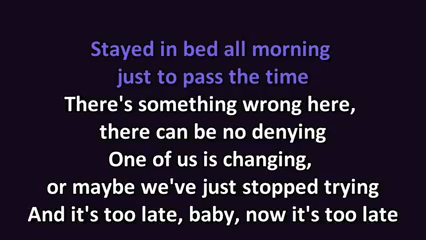 Stayed in bed all morning
just to pass the time
There's something wrong here,
there can be no denying
One of us is changing,
or maybe we've just stopped trying
And it's too late, baby, now it's too late